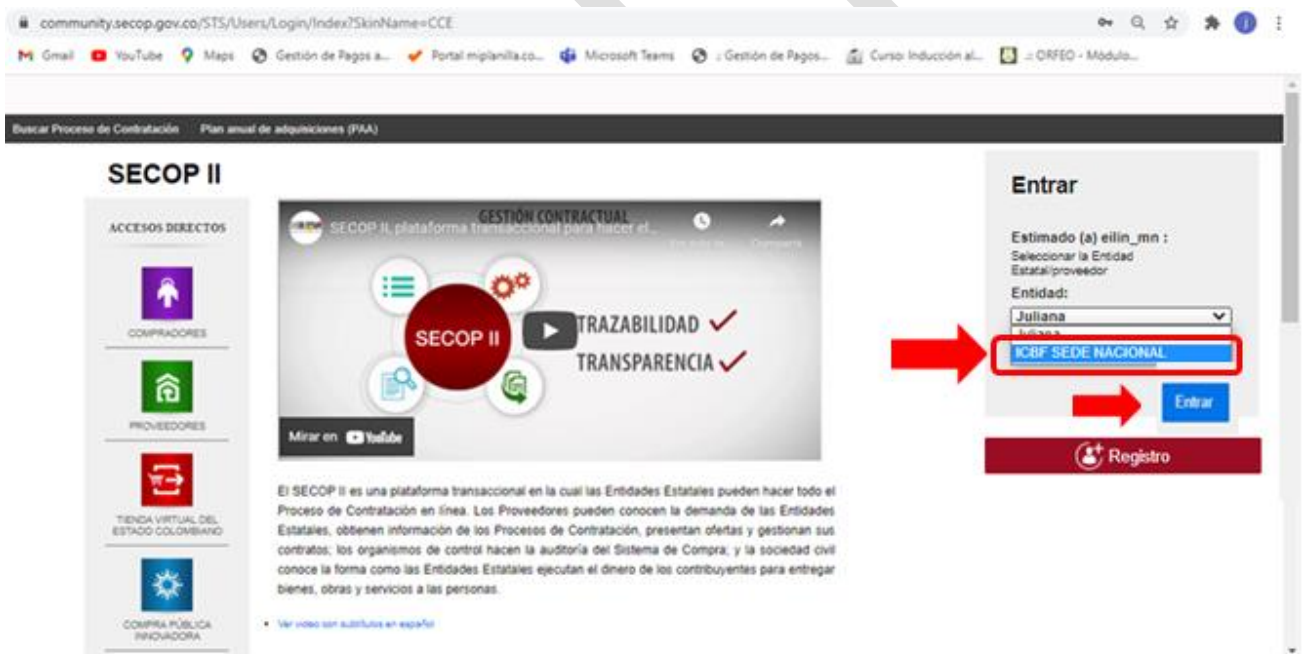 community.secop.gov.co/STS/Users/Login/Index?SkinName=CCE
Gmail YouTube Maps Gestión de Pagos a... Portal miplanilla.co... Microsoft Teams .: Gestión de Pagos... Curso: Inducción al... .:: ORFEO - Módulo...
Buscar Proceso de Contratación Plan anual de adquisiciones (PAA)
SECOP II
ACCESOS DIRECTOS
COMPRADORES
PROVEEDORES
TIENDA VIRTUAL DEL
ESTADO COLOMBIANO
COMPRA PÚBLICA
INNOVADORA
GESTIÓN CONTRACTUAL
SECOP II, plataforma transaccional para hacer el...
SECOP II
TRAZABILIDAD
TRANSPARENCIA
Mirar en YouTube
El SECOP II es una plataforma transaccional en la cual las Entidades Estatales pueden hacer todo el
Proceso de Contratación en línea. Los Proveedores pueden conocen la demanda de las Entidades
Estatales, obtienen información de los Procesos de Contratación, presentan ofertas y gestionan sus
contratos; los organismos de control hacen la auditoría del Sistema de Compra; y la sociedad civil
conoce la forma como las Entidades Estatales ejecutan el dinero de los contribuyentes para entregar
bienes, obras y servicios a las personas.
Ver video con subtítulos en español
Entrar
Estimado (a) eilin_mn :
Seleccionar la Entidad
Estatal/proveedor
Entidad:
Juliana
Juliana
ICBF SEDE NACIONAL
Entrar
Registro